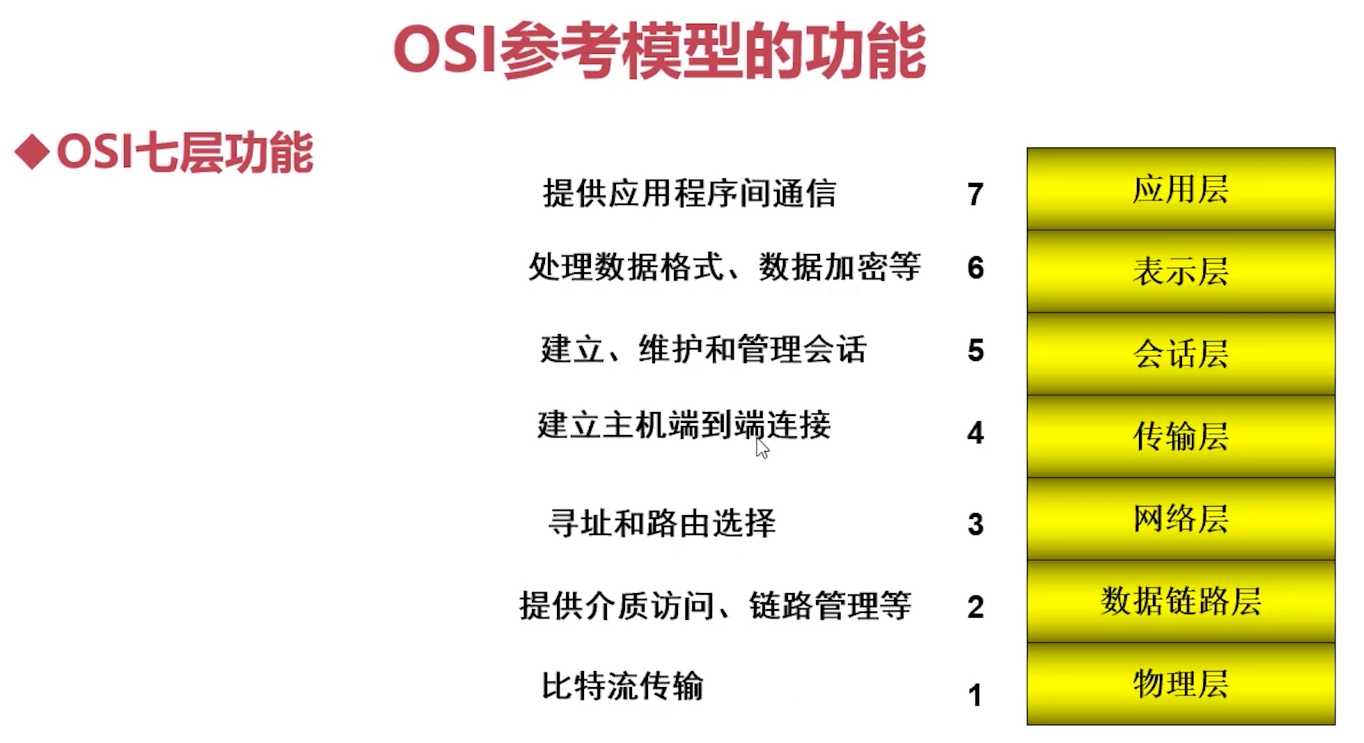 OSI参考模型的功能
◆OSI七层功能
提供应用程序间通信 7 应用层
处理数据格式、数据加密等 6 表示层
建立、维护和管理会话 5 会话层
建立主机端到端连接 4 传输层
寻址和路由选择 3 网络层
提供介质访问、链路管理等 2 数据链路层
比特流传输 1 物理层